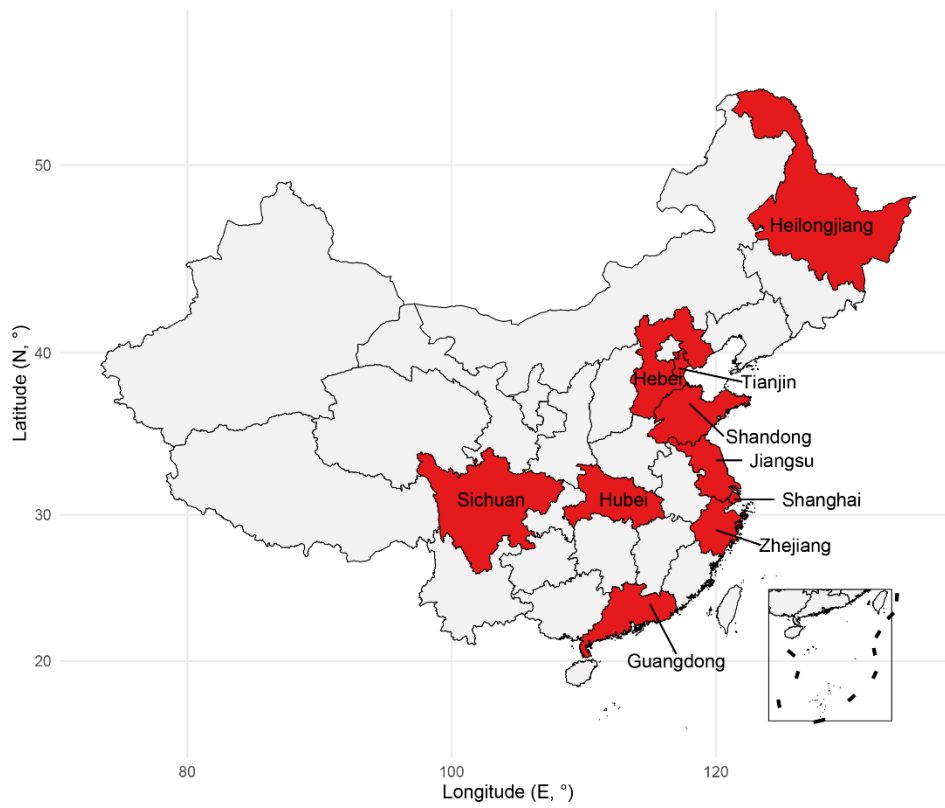 50
Heilongjiang
40
Hebei
Tianjin
Shandong
Jiangsu
Sichuan
Hubei
Shanghai
30
Zhejiang
Guangdong
20
80
100
120
Longitude (E, °)
Latitude (N, °)